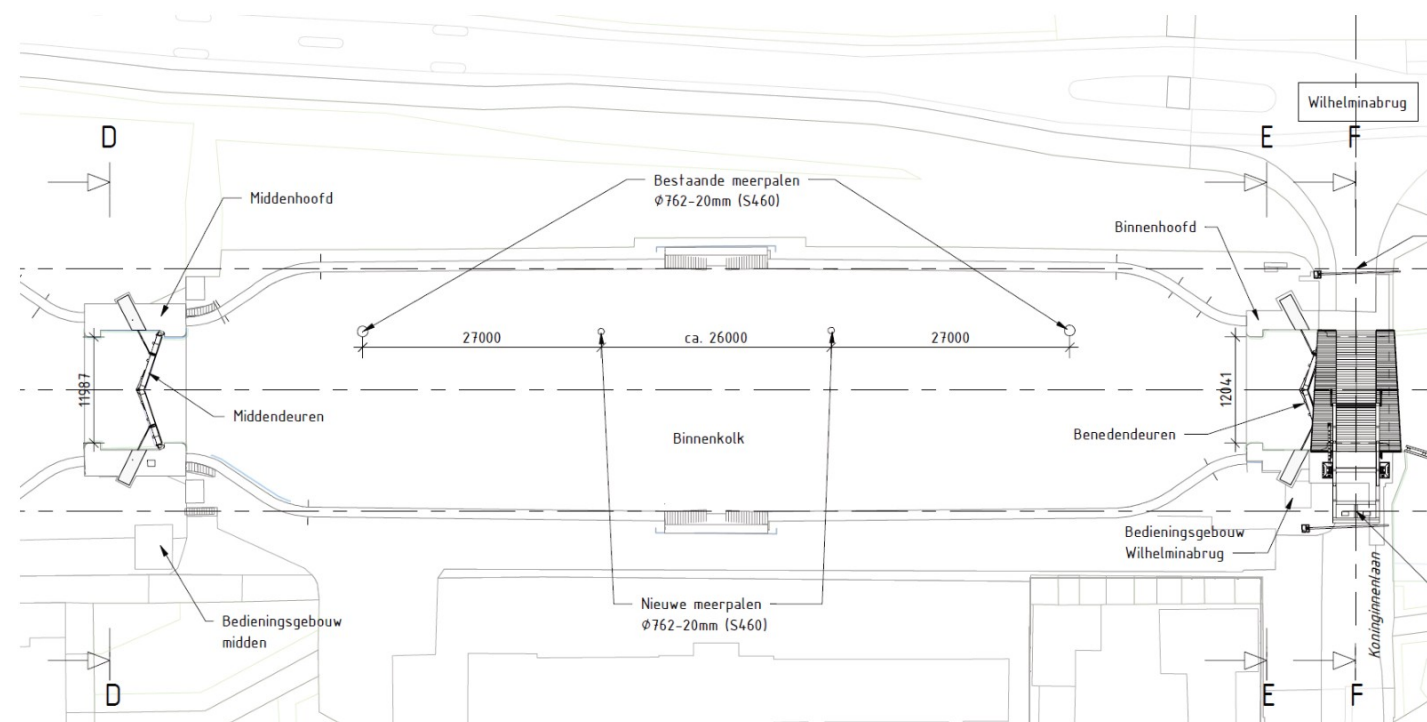 Wilhelminabrug
D
E
F
Bestaande meerpalen
Ø762-20mm (S460)
Middenhoofd
Binnenhoofd
27000
ca. 26000
27000
11987
12041
Middendeuren
Binnenkolk
Benedendeuren
Bedieningsgebouw
Wilhelminabrug
Nieuwe meerpalen
Ø762-20mm (S460)
Bedieningsgebouw
midden
Koninginnenlaan
D
E
F